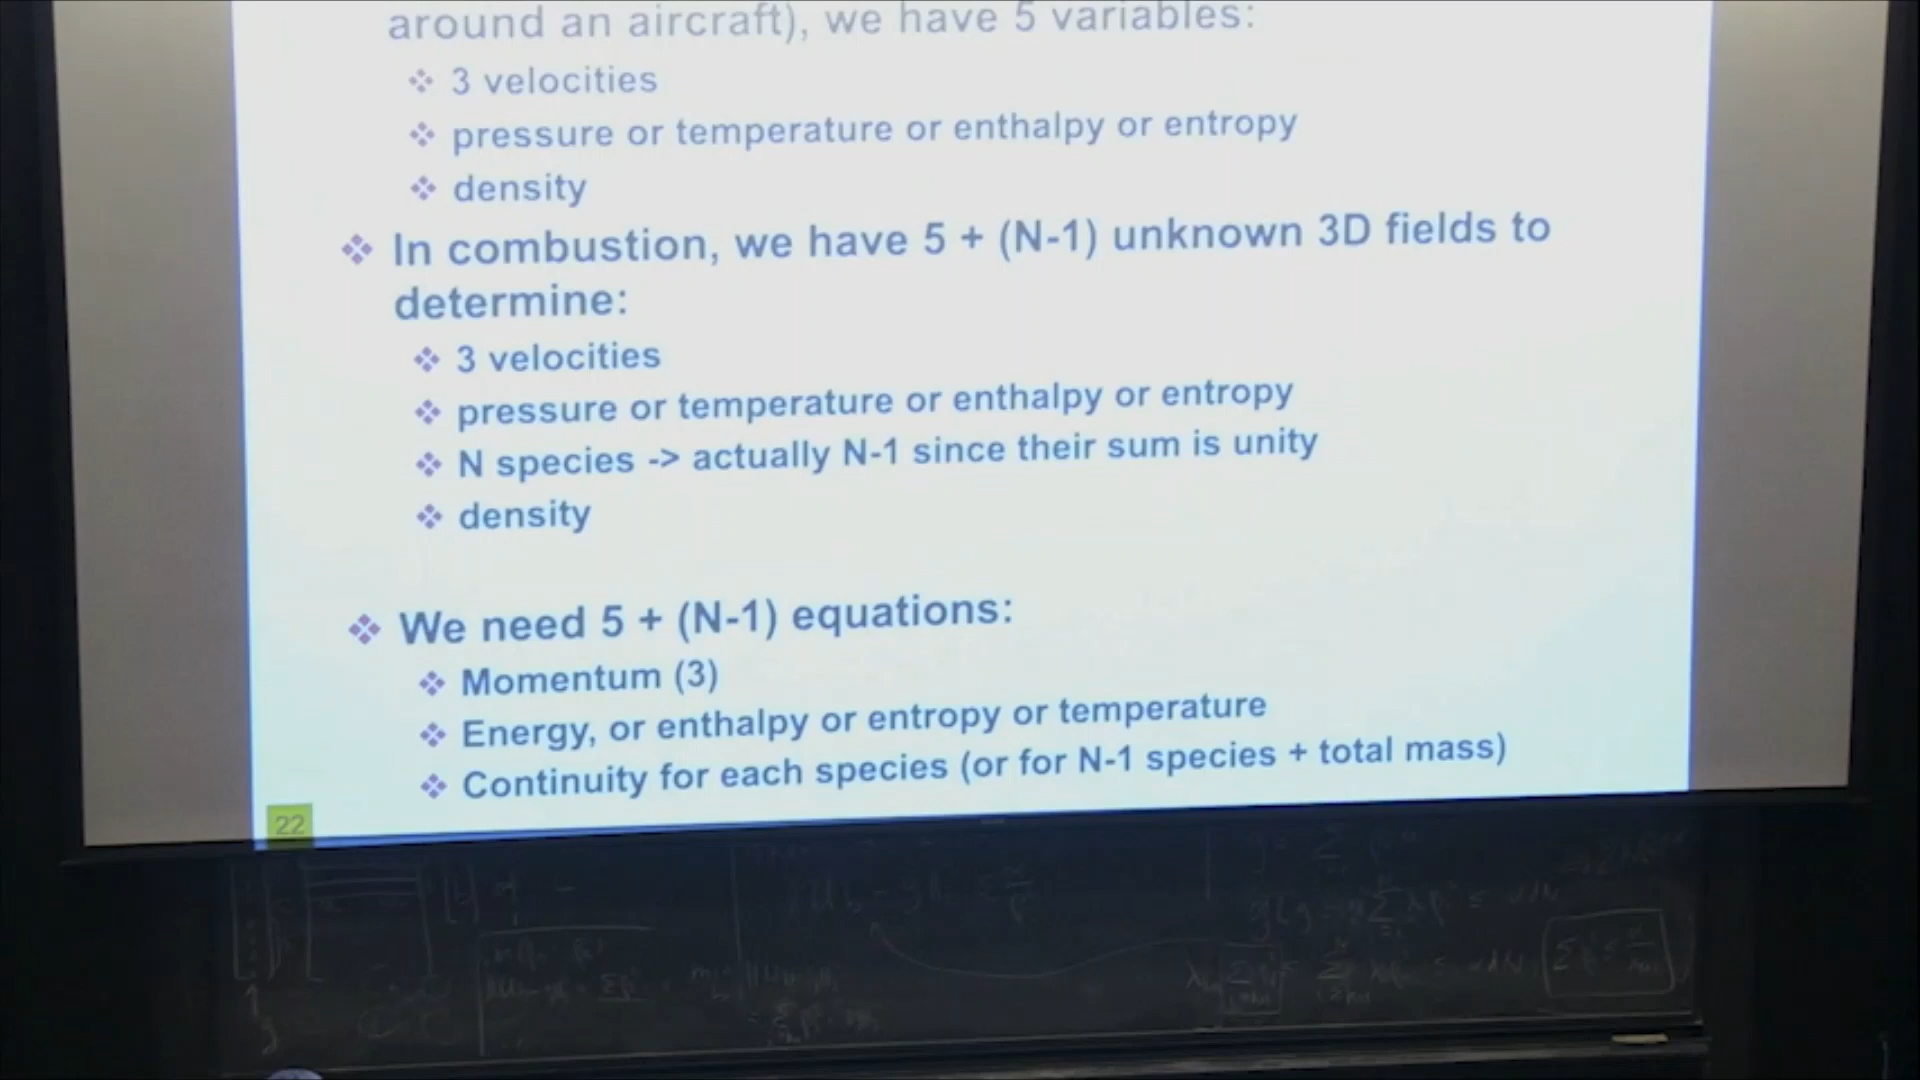 around an aircraft), we have 5 variables:
3 velocities
pressure or temperature or enthalpy or entropy
density
In combustion, we have 5 + (N-1) unknown 3D fields to
determine:
3 velocities
pressure or temperature or enthalpy or entropy
N species -> actually N-1 since their sum is unity
density
We need 5 + (N-1) equations:
Momentum (3)
Energy, or enthalpy or entropy or temperature
Continuity for each species (or for N-1 species + total mass)
22